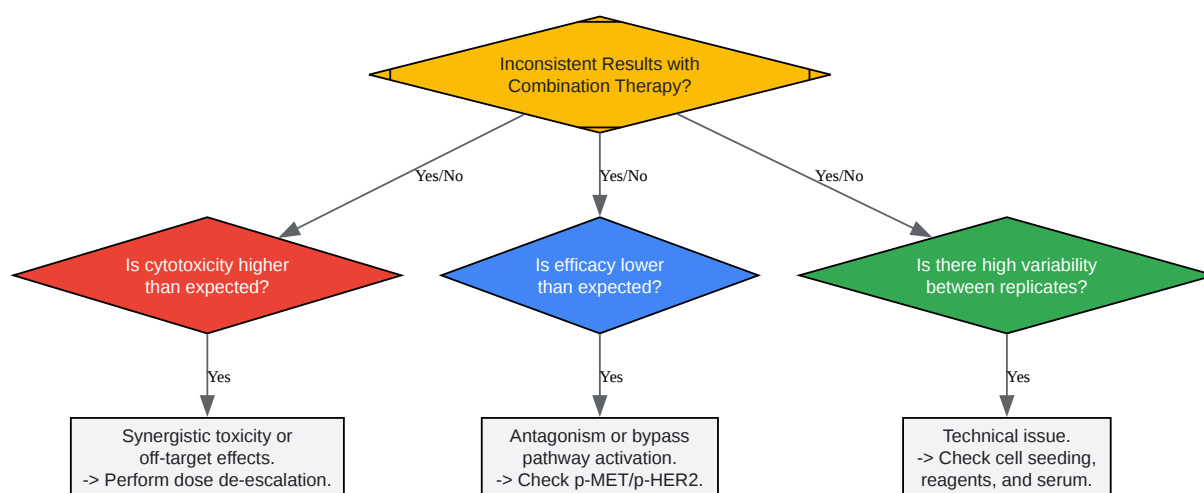 Inconsistent Results with
Combination Therapy?
Yes/No
Yes/No
Yes/No
Is cytotoxicity higher
than expected?
Is efficacy lower
than expected?
Is there high variability
between replicates?
Yes
Yes
Yes
Synergistic toxicity or
off-target effects.
-> Perform dose de-escalation.
Antagonism or bypass
pathway activation.
-> Check p-MET/p-HER2.
Technical issue.
-> Check cell seeding,
reagents, and serum.